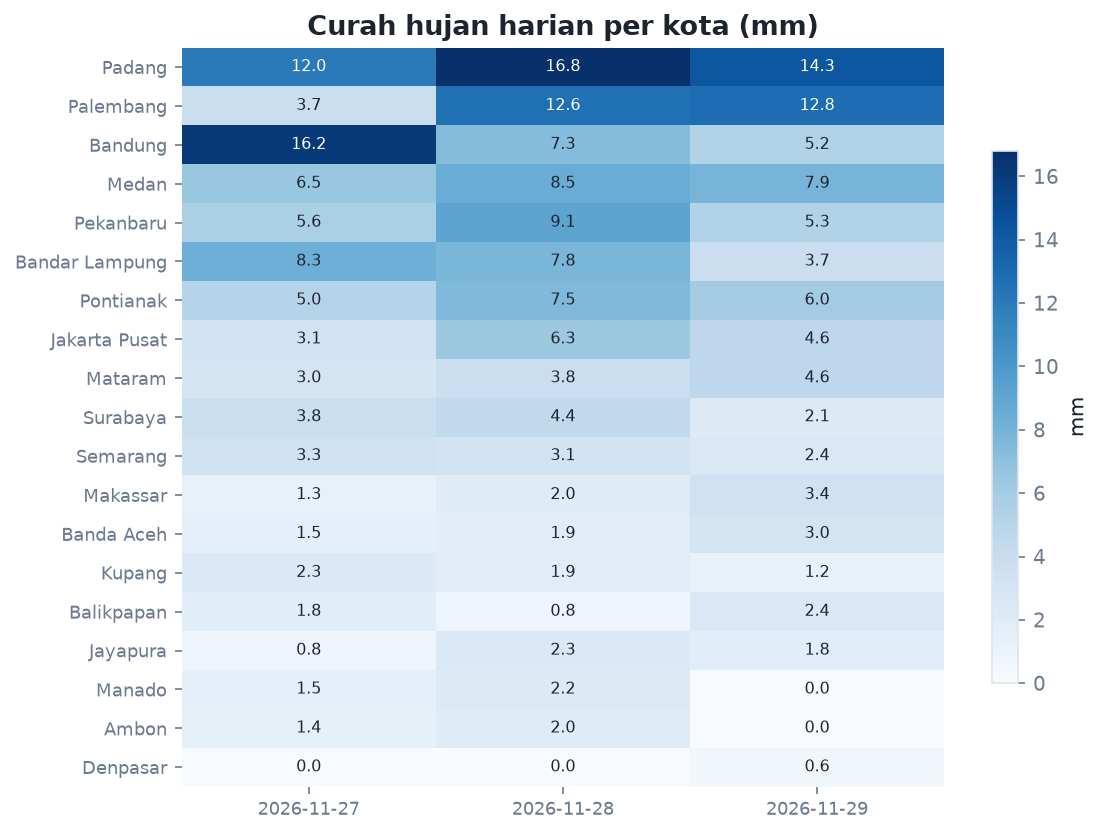 Curah hujan harian per kota (mm)
Padang 12.0 16.8 14.3
Palembang 3.7 12.6 12.8
Bandung 16.2 7.3 5.2
Medan 6.5 8.5 7.9
Pekanbaru 5.6 9.1 5.3
Bandar Lampung 8.3 7.8 3.7
Pontianak 5.0 7.5 6.0
Jakarta Pusat 3.1 6.3 4.6
Mataram 3.0 3.8 4.6
Surabaya 3.8 4.4 2.1
Semarang 3.3 3.1 2.4
Makassar 1.3 2.0 3.4
Banda Aceh 1.5 1.9 3.0
Kupang 2.3 1.9 1.2
Balikpapan 1.8 0.8 2.4
Jayapura 0.8 2.3 1.8
Manado 1.5 2.2 0.0
Ambon 1.4 2.0 0.0
Denpasar 0.0 0.0 0.6
2026-11-27 2026-11-28 2026-11-29
16
14
12
10
8
6
4
2
0
mm